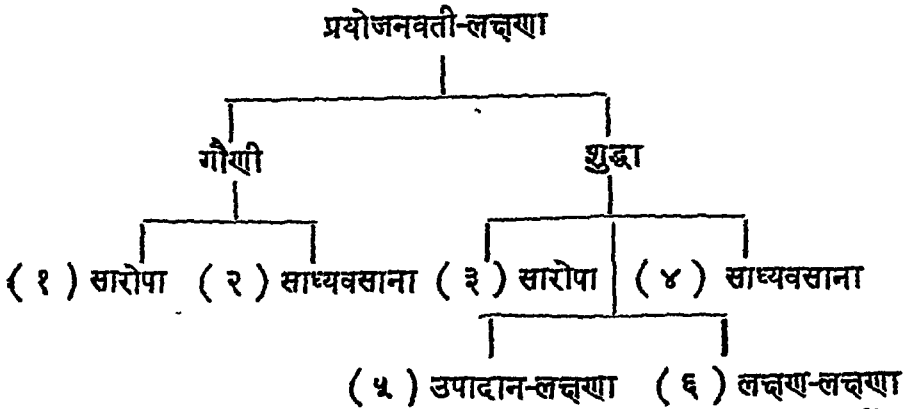 प्रयोजनवती-लक्षणा
गौणी शुद्धा
( १ ) सारोपा ( २ ) साध्यवसाना ( ३ ) सारोपा ( ४ ) साध्यवसाना
( ५ ) उपादान-लक्षणा ( ६ ) लक्षण-लक्षणा